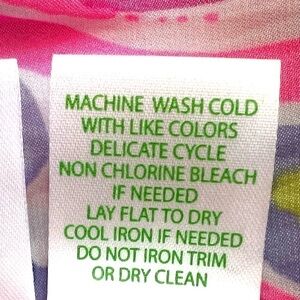 MACHINE WASH COLD
WITH LIKE COLORS
DELICATE CYCLE
NON CHLORINE BLEACH
IF NEEDED
LAY FLAT TO DRY
COOL IRON IF NEEDED
DO NOT IRON TRIM
OR DRY CLEAN